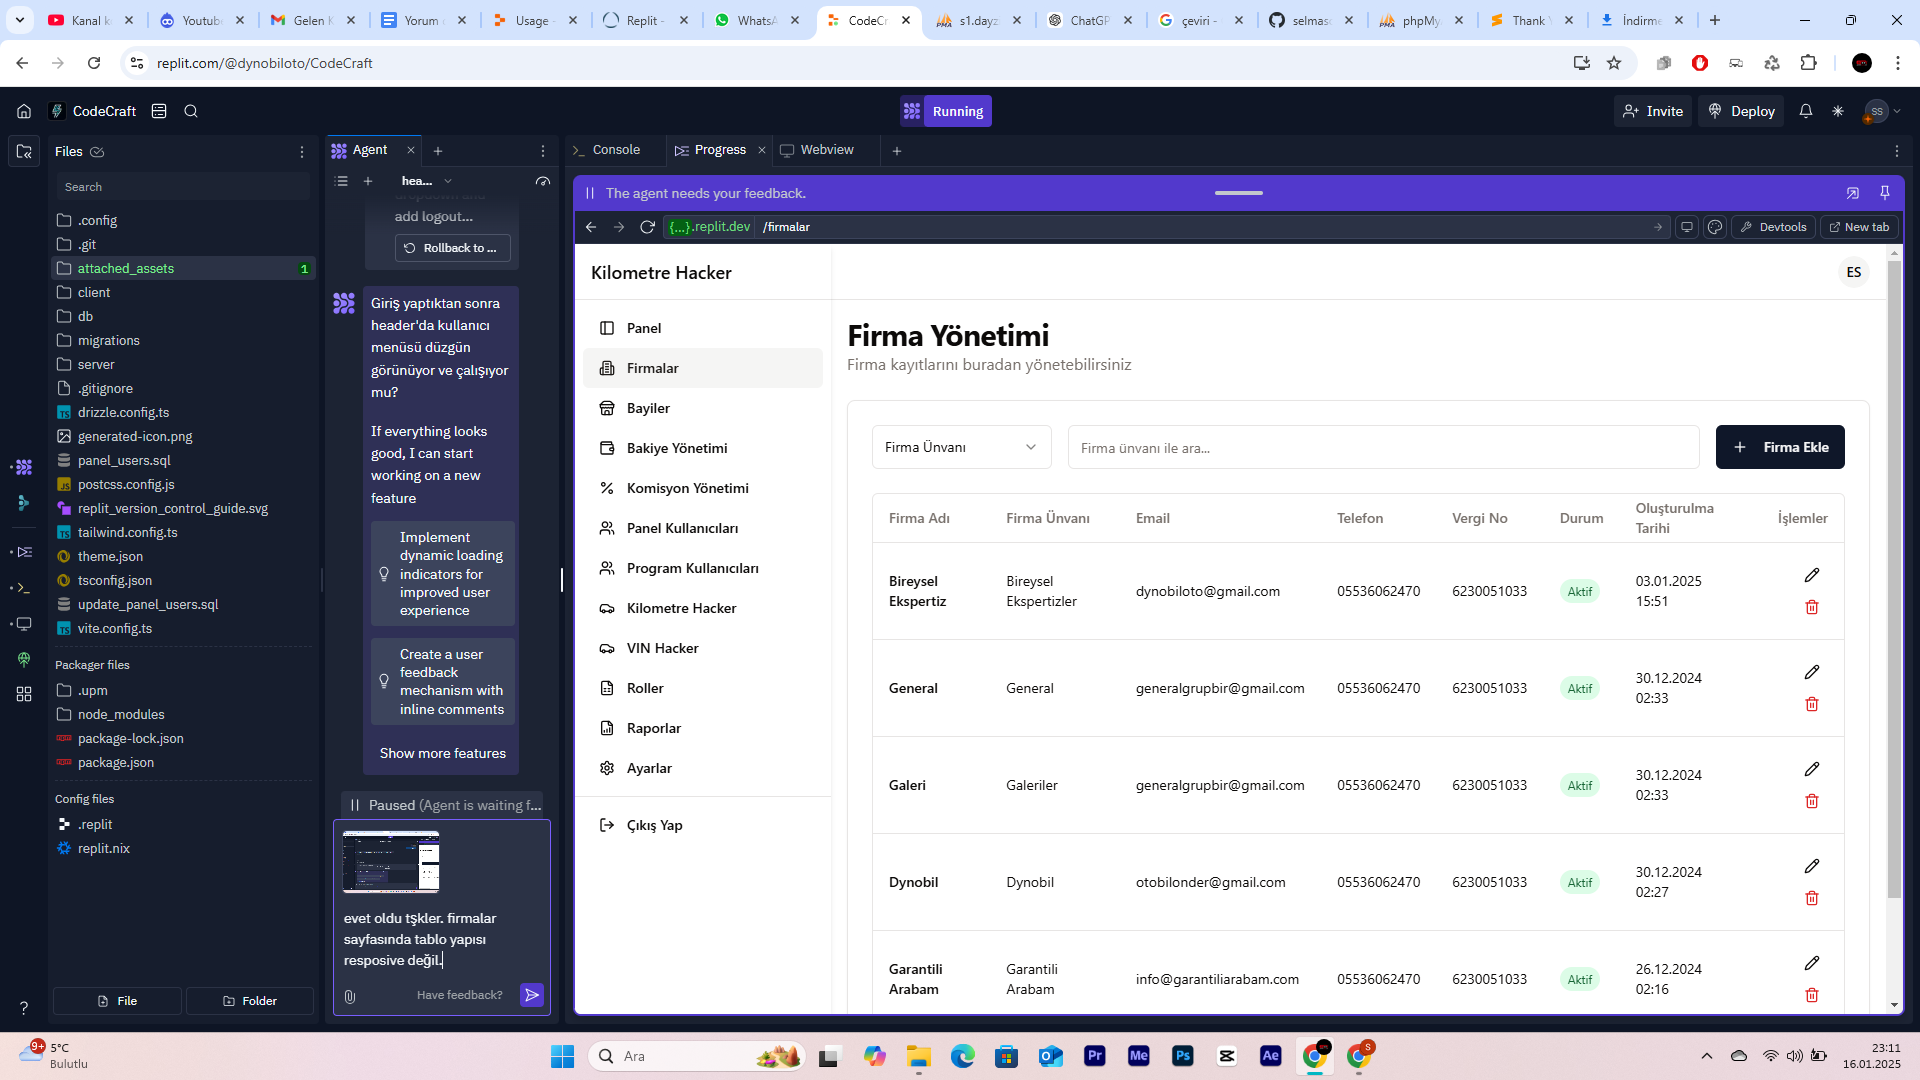 Kanal k
Youtub
Gelen K
Yorum
Usage -
Replit -
WhatsA
CodeCr
s1.dayz
ChatGP
çeviri -
selmas
phpMy
Thank
İndirme
replit.com/@dynobiloto/CodeCraft
CodeCraft
Running
Invite
Deploy
SS
Files
Agent
Console
Progress
Webview
Search
hea...
The agent needs your feedback.
{...}.replit.dev
/firmalar
Devtools
New tab
.config
.git
attached_assets
1
client
db
migrations
server
.gitignore
drizzle.config.ts
generated-icon.png
panel_users.sql
postcss.config.js
replit_version_control_guide.svg
tailwind.config.ts
theme.json
tsconfig.json
update_panel_users.sql
vite.config.ts
Packager files
.upm
node_modules
package-lock.json
package.json
Config files
.replit
replit.nix
File
Folder
dropdown and
add logout...
Rollback to ...
Giriş yaptıktan sonra
header'da kullanıcı
menüsü düzgün
görünüyor ve çalışıyor
mu?
If everything looks
good, I can start
working on a new
feature
Implement
dynamic loading
indicators for
improved user
experience
Create a user
feedback
mechanism with
inline comments
Show more features
Paused (Agent is waiting f...
evet oldu tşkler. firmalar
sayfasında tablo yapısı
resposive değil.
Have feedback?
Kilometre Hacker
ES
Panel
Firmalar
Bayiler
Bakiye Yönetimi
Komisyon Yönetimi
Panel Kullanıcıları
Program Kullanıcıları
Kilometre Hacker
VIN Hacker
Roller
Raporlar
Ayarlar
Çıkış Yap
Firma Yönetimi
Firma kayıtlarını buradan yönetebilirsiniz
Firma Ünvanı
Firma ünvanı ile ara...
Firma Ekle
Firma Adı Firma Ünvanı Email Telefon Vergi No Durum Oluşturulma Tarihi İşlemler
Bireysel Ekspertiz Bireysel Ekspertizler dynobiloto@gmail.com 05536062470 6230051033 Aktif 03.01.2025 15:51
General General generalgrupbir@gmail.com 05536062470 6230051033 Aktif 30.12.2024 02:33
Galeri Galeriler generalgrupbir@gmail.com 05536062470 6230051033 Aktif 30.12.2024 02:33
Dynobil Dynobil otobilonder@gmail.com 05536062470 6230051033 Aktif 30.12.2024 02:27
Garantili Arabam Garantili Arabam info@garantiliarabam.com 05536062470 6230051033 Aktif 26.12.2024 02:16
9+
5°C
Bulutlu
Ara
Pr
Me
Ps
Ae
S
23:11
16.01.2025